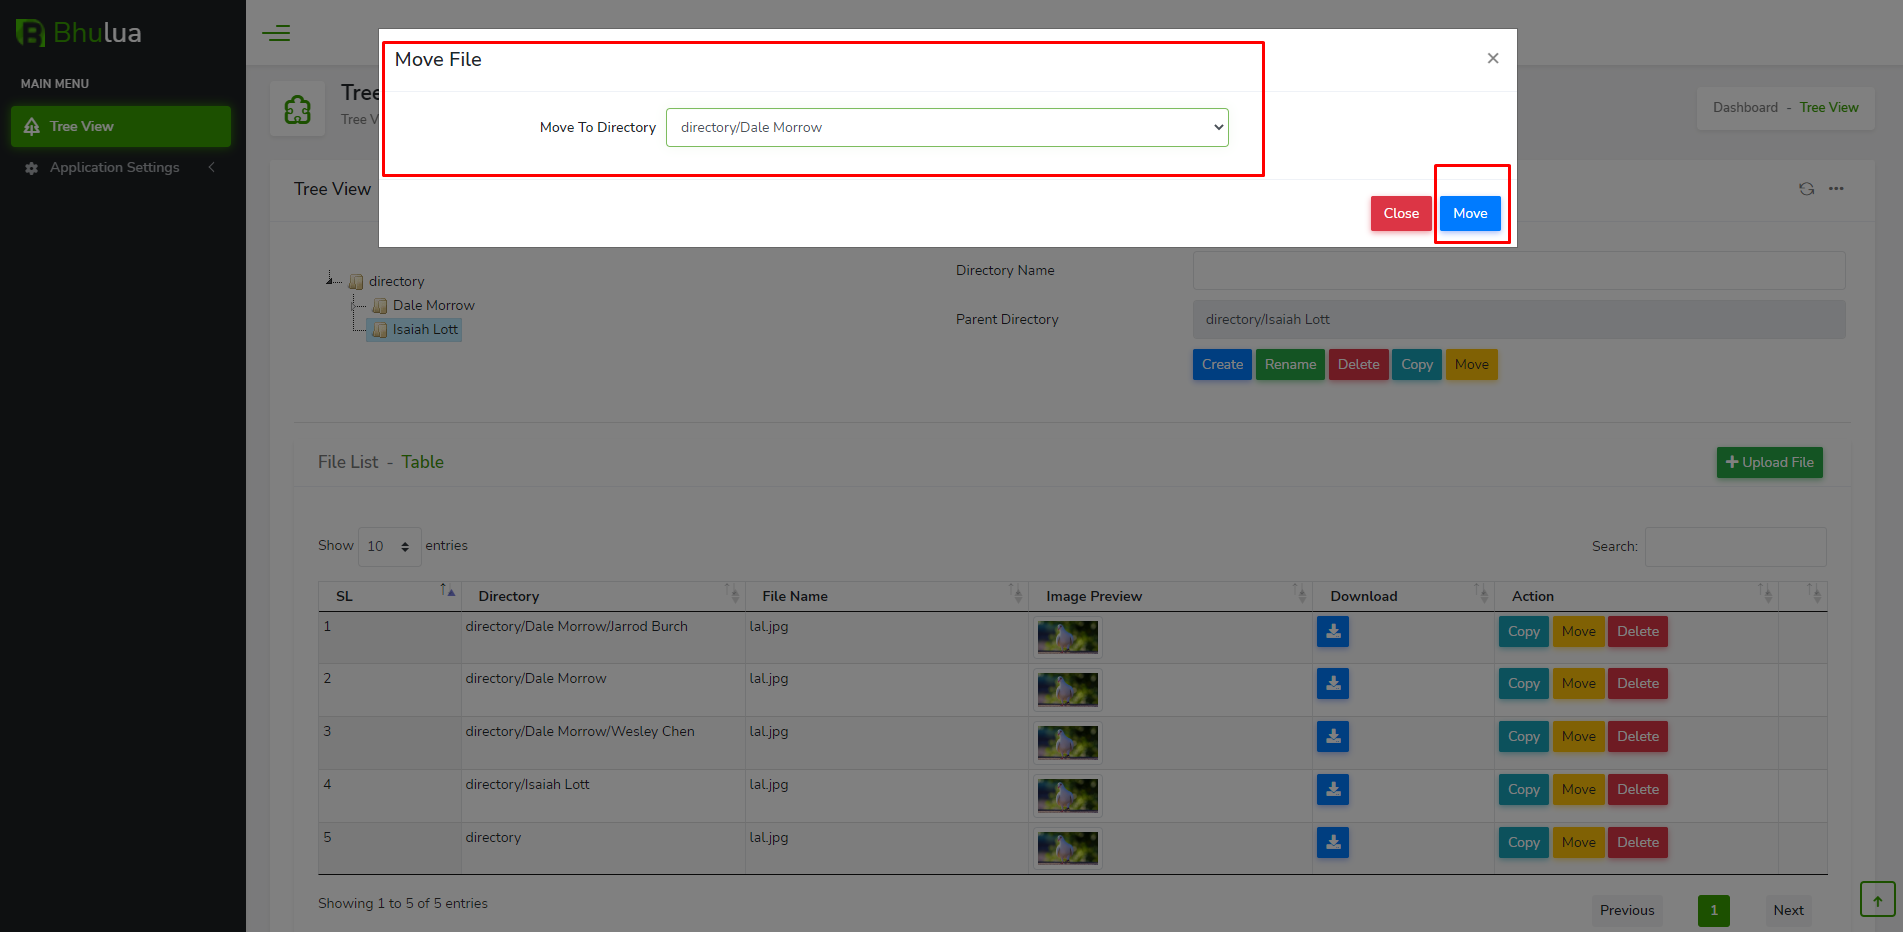 Bhulua
MAIN MENU
Tree View
Application Settings
Tree
Tree V
Dashboard - Tree View
Move File
×
Move To Directory
directory/Dale Morrow
Close
Move
Tree View
directory
Dale Morrow
Isaiah Lott
Directory Name
Parent Directory
directory/Isaiah Lott
Create Rename Delete Copy Move
File List - Table
Upload File
Show 10 entries
Search:
SL Directory File Name Image Preview Download Action
1 directory/Dale Morrow/Jarrod Burch lal.jpg Copy Move Delete
2 directory/Dale Morrow lal.jpg Copy Move Delete
3 directory/Dale Morrow/Wesley Chen lal.jpg Copy Move Delete
4 directory/Isaiah Lott lal.jpg Copy Move Delete
5 directory lal.jpg Copy Move Delete
Showing 1 to 5 of 5 entries
Previous 1 Next